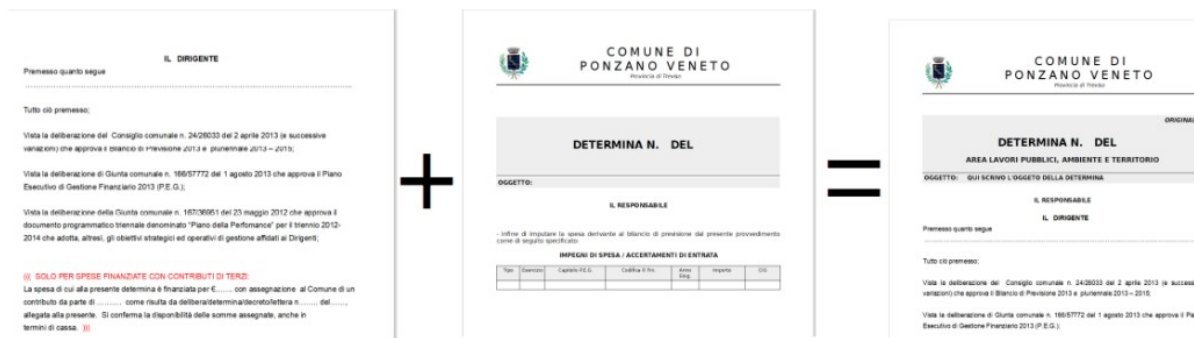 IL DIRIGENTE
Premesso quanto segue
Tutto ciò premesso;
Vista la deliberazione del Consiglio comunale n. 24/26033 del 2 aprile 2013 (e successive
variazioni) che approva il Bilancio di Previsione 2013 e pluriennale 2013 – 2015;
Vista la deliberazione di Giunta comunale n. 166/57772 del 1 agosto 2013 che approva il Piano
Esecutivo di Gestione Finanziario 2013 (P.E.G.);
Vista la deliberazione della Giunta comunale n. 167/36951 del 23 maggio 2012 che approva il
documento programmatico triennale denominato "Piano della Perfomance" per il triennio 2012-
2014 che adotta, altresì, gli obiettivi strategici ed operativi di gestione affidati ai Dirigenti;
((( SOLO PER SPESE FINANZIATE CON CONTRIBUTI DI TERZI:
La spesa di cui alla presente determina è finanziata per €........ con assegnazione al Comune di un
contributo da parte di .........., come risulta da delibera/determina/decreto/lettera n........ del.......,
allegata alla presente. Si conferma la disponibilità delle somme assegnate, anche in
termini di cassa. )))
+
COMUNE DI
PONZANO VENETO
Provincia di Treviso
DETERMINA N. DEL
OGGETTO:
IL RESPONSABILE
- infine di imputare la spesa derivante al bilancio di previsione dal presente provvedimento
come di seguito specificato:
IMPEGNI DI SPESA / ACCERTAMENTI DI ENTRATA
Tipo Esercizio Capitolo P.E.G. Codifica Anno Importo
=
COMUNE DI
PONZANO VENETO
Provincia di Treviso
DETERMINA N. DEL
AREA LAVORI PUBBLICI, AMBIENTE E TERRITORIO
OGGETTO: QUI SCRIVO L'OGGETO DELLA DETERMINA
IL RESPONSABILE
IL DIRIGENTE
Premesso quanto segue
Tutto ciò premesso;
Vista la deliberazione del Consiglio comunale n. 24/26033 del 2 aprile 2013 (e
variazioni) che approva il Bilancio di Previsione 2013 e pluriennale 2013 – 2015;
Vista la deliberazione di Giunta comunale n. 166/57772 del 1 agosto 2013 che approva il
Esecutivo di Gestione Finanziario 2013 (P.E.G.);